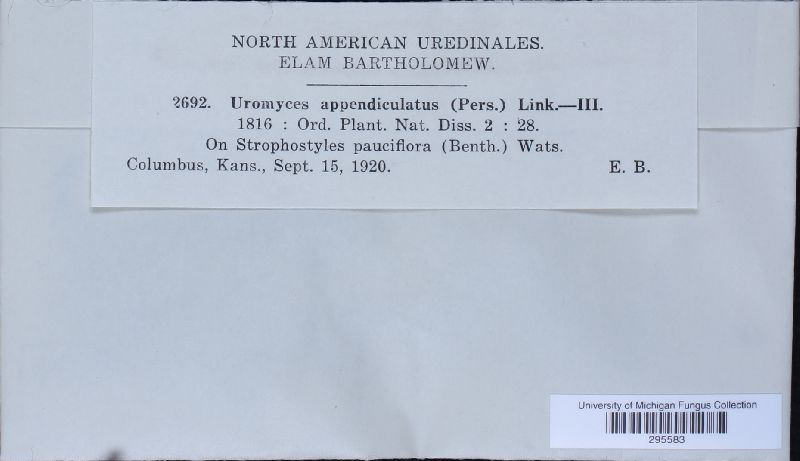 NORTH AMERICAN UREDINALES.
ELAM BARTHOLOMEW.
2692. Uromyces appendiculatus (Pers.) Link.—III.
1816 : Ord. Plant. Nat. Diss. 2 : 28.
On Strophostyles pauciflora (Benth.) Wats.
Columbus, Kans., Sept. 15, 1920. E. B.
University of Michigan Fungus Collection
295583